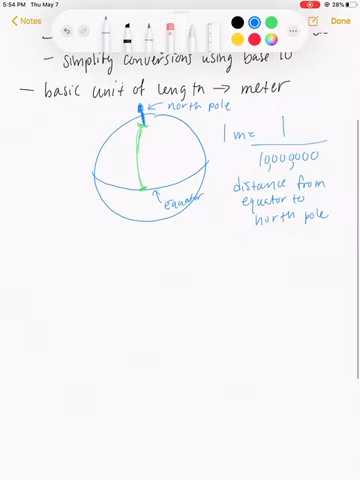 5:54 PM Thu May 7
Notes
Done
– simplify conversions using base 10
– basic unit of length → meter
← north pole
1 m = 1
10,000,000
distance from
equator to
north pole
equator